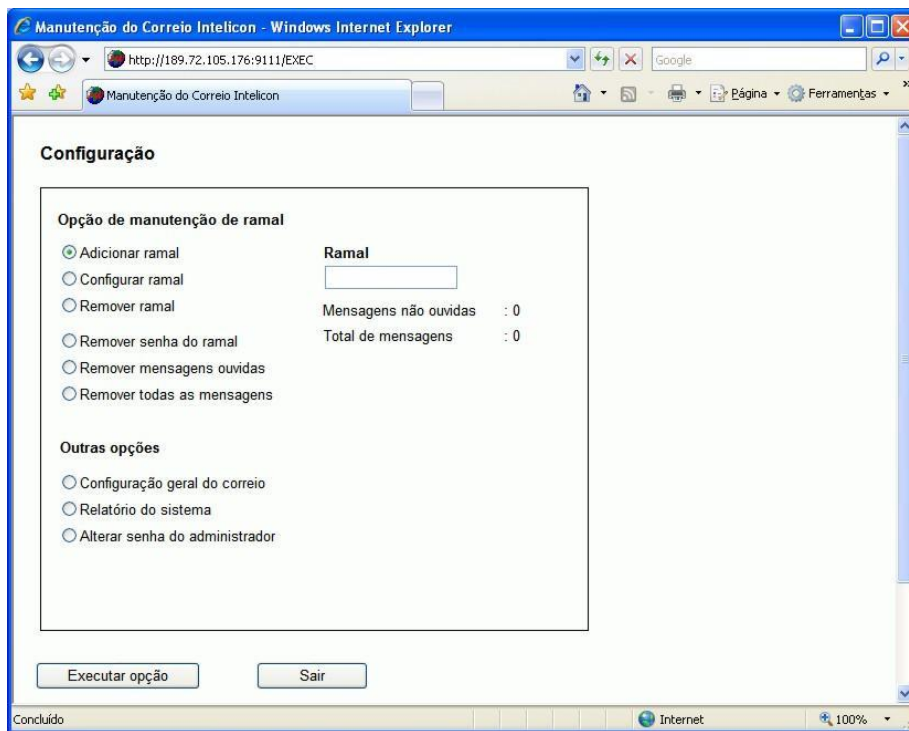 Manutenção do Correio Intelicon - Windows Internet Explorer
http://189.72.105.176:9111/EXEC
Google
Manutenção do Correio Intelicon
Página
Ferramentas
»
Configuração
Opção de manutenção de ramal
Adicionar ramal
Ramal
Configurar ramal
Remover ramal
Mensagens não ouvidas : 0
Remover senha do ramal
Total de mensagens : 0
Remover mensagens ouvidas
Remover todas as mensagens
Outras opções
Configuração geral do correio
Relatório do sistema
Alterar senha do administrador
Executar opção
Sair
Concluído
Internet
100%